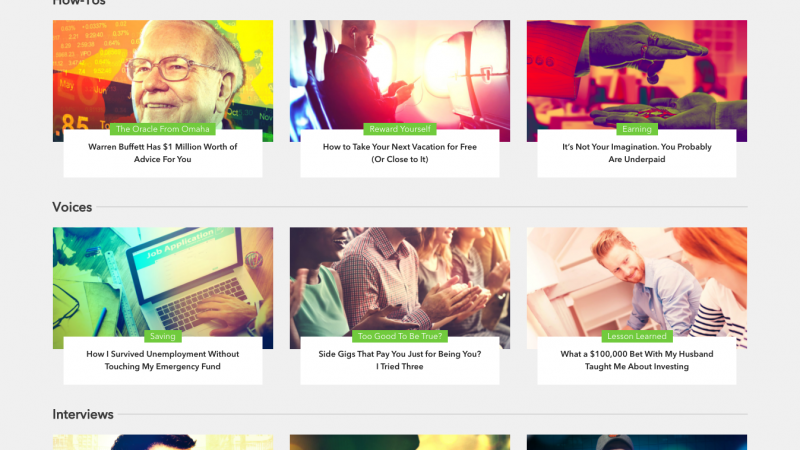 How-Tos
The Oracle From Omaha
Warren Buffett Has $1 Million Worth of
Advice For You
Reward Yourself
How to Take Your Next Vacation for Free
(Or Close to It)
Earning
It's Not Your Imagination. You Probably
Are Underpaid
Voices
Job Application
Saving
How I Survived Unemployment Without
Touching My Emergency Fund
Too Good To Be True?
Side Gigs That Pay You Just for Being You?
I Tried Three
Lesson Learned
What a $100,000 Bet With My Husband
Taught Me About Investing
Interviews